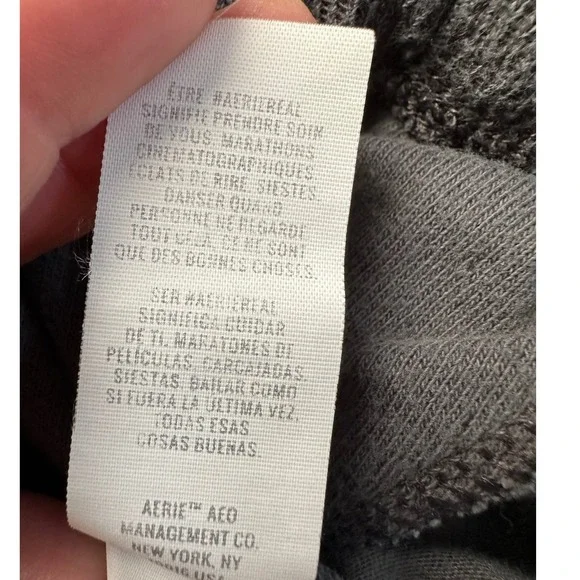 ÊTRE #AERIEREAL
SIGNIFIE PRENDRE SOIN
DE VOUS. MARATHONS
CINÉMATOGRAPHIQUES.
ÉCLATS DE RIRE. SIESTES.
DANSER QUAND
PERSONNE NE REGARDE
TOUT CELA, CE NE SONT
QUE DES BONNES CHOSES.
SER #AERIEREAL
SIGNIFICA CUIDAR
DE TI. MARATONES DE
PELÍCULAS. CARCAJADAS.
SIESTAS. BAILAR COMO
SI FUERA LA ÚLTIMA VEZ.
TODAS ESAS
COSAS BUENAS.
AERIE™ AEO
MANAGEMENT CO.
NEW YORK, NY
USA